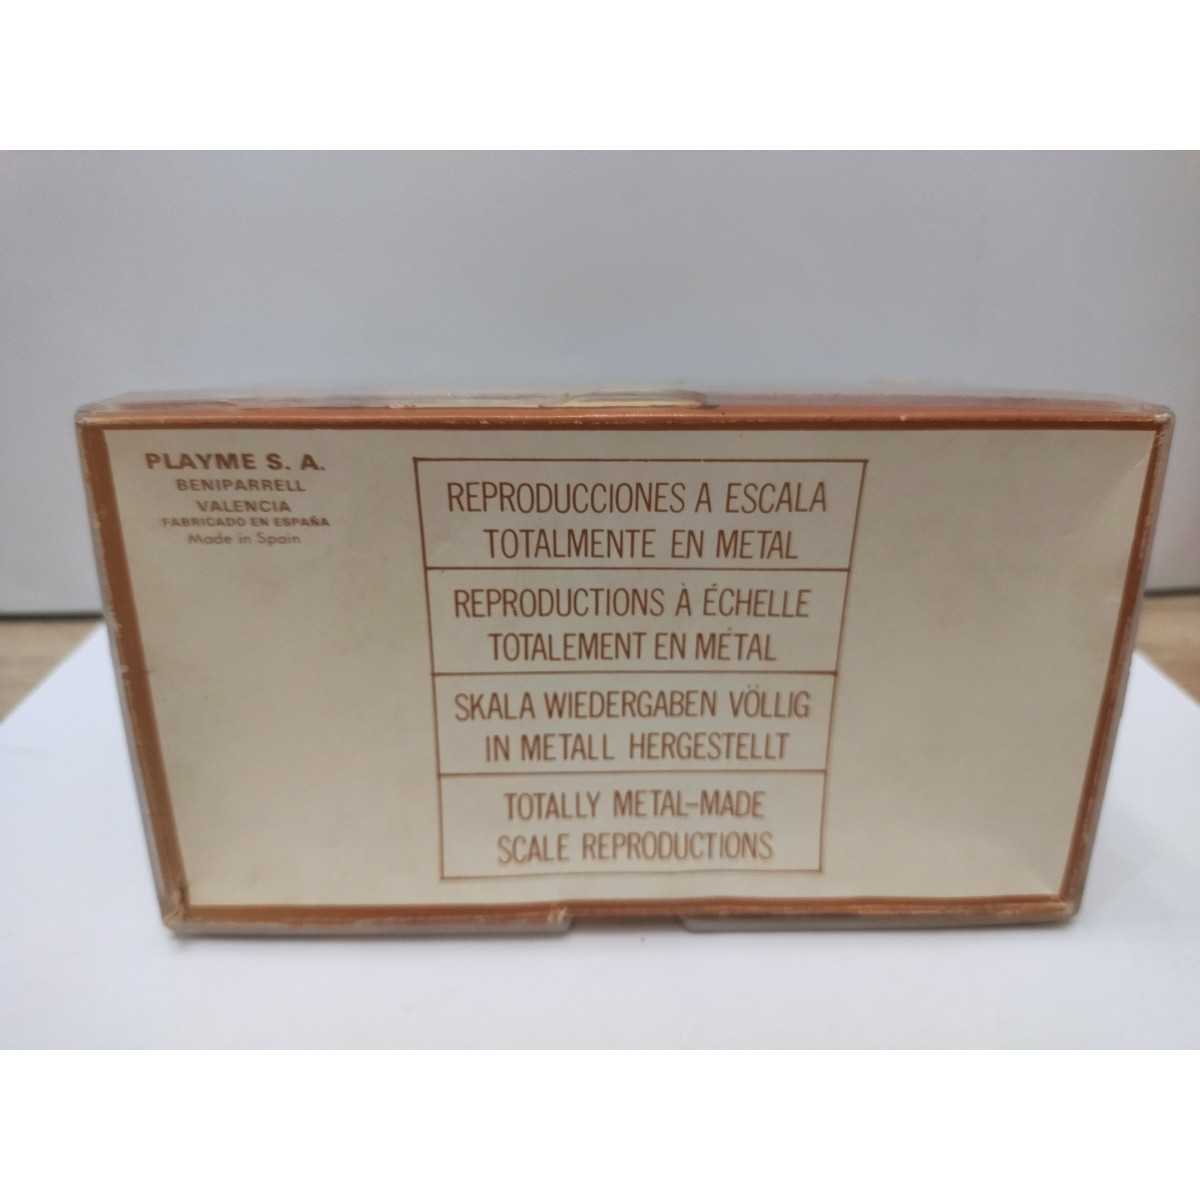 PLAYME S. A.
BENIPARRELL
VALENCIA
FABRICADO EN ESPAÑA
Made in Spain
REPRODUCCIONES A ESCALA
TOTALMENTE EN METAL
REPRODUCTIONS À ÉCHELLE
TOTALEMENT EN MÉTAL
SKALA WIEDERGABEN VÖLLIG
IN METALL HERGESTELLT
TOTALLY METAL-MADE
SCALE REPRODUCTIONS